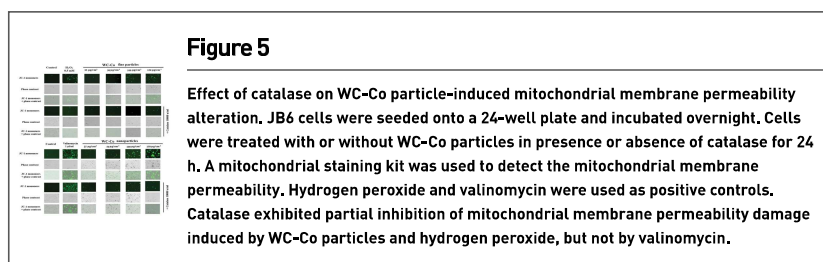 Figure 5
Effect of catalase on WC-Co particle-induced mitochondrial membrane permeability
alteration. JB6 cells were seeded onto a 24-well plate and incubated overnight. Cells
were treated with or without WC-Co particles in presence or absence of catalase for 24
h. A mitochondrial staining kit was used to detect the mitochondrial membrane
permeability. Hydrogen peroxide and valinomycin were used as positive controls.
Catalase exhibited partial inhibition of mitochondrial membrane permeability damage
induced by WC-Co particles and hydrogen peroxide, but not by valinomycin.